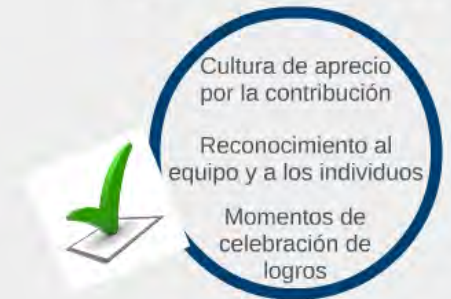 Cultura de aprecio
por la contribución
Reconocimiento al
equipo y a los individuos
Momentos de
celebración de
logros